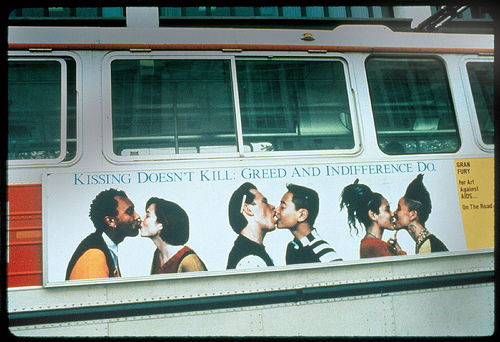 KISSING DOESN'T KILL: GREED AND INDIFFERENCE DO.
GRAN
FURY
for Art
Against
AIDS...
On The Road